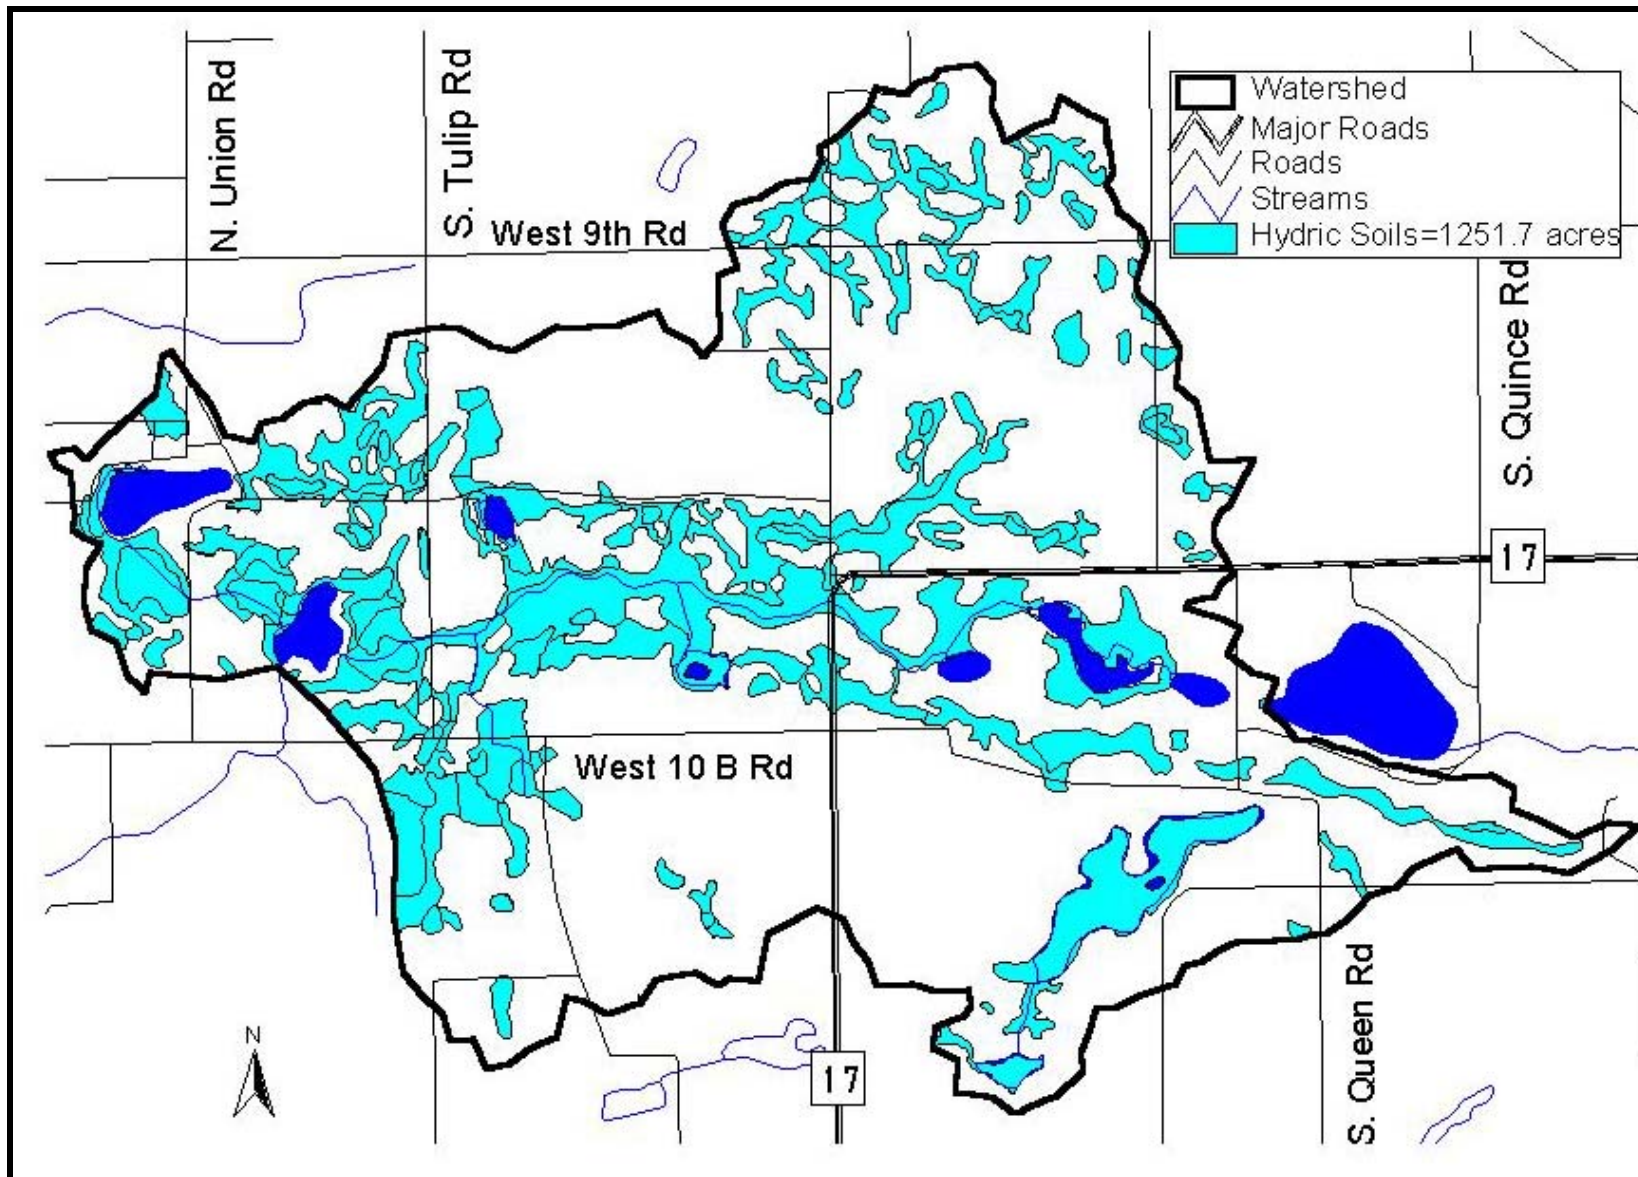 N. Union Rd
S. Tulip Rd
West 9th Rd
Watershed
Major Roads
Roads
Streams
Hydric Soils=1251.7 acres
S. Quince Rd
17
West 10 B Rd
N
17
S. Queen Rd